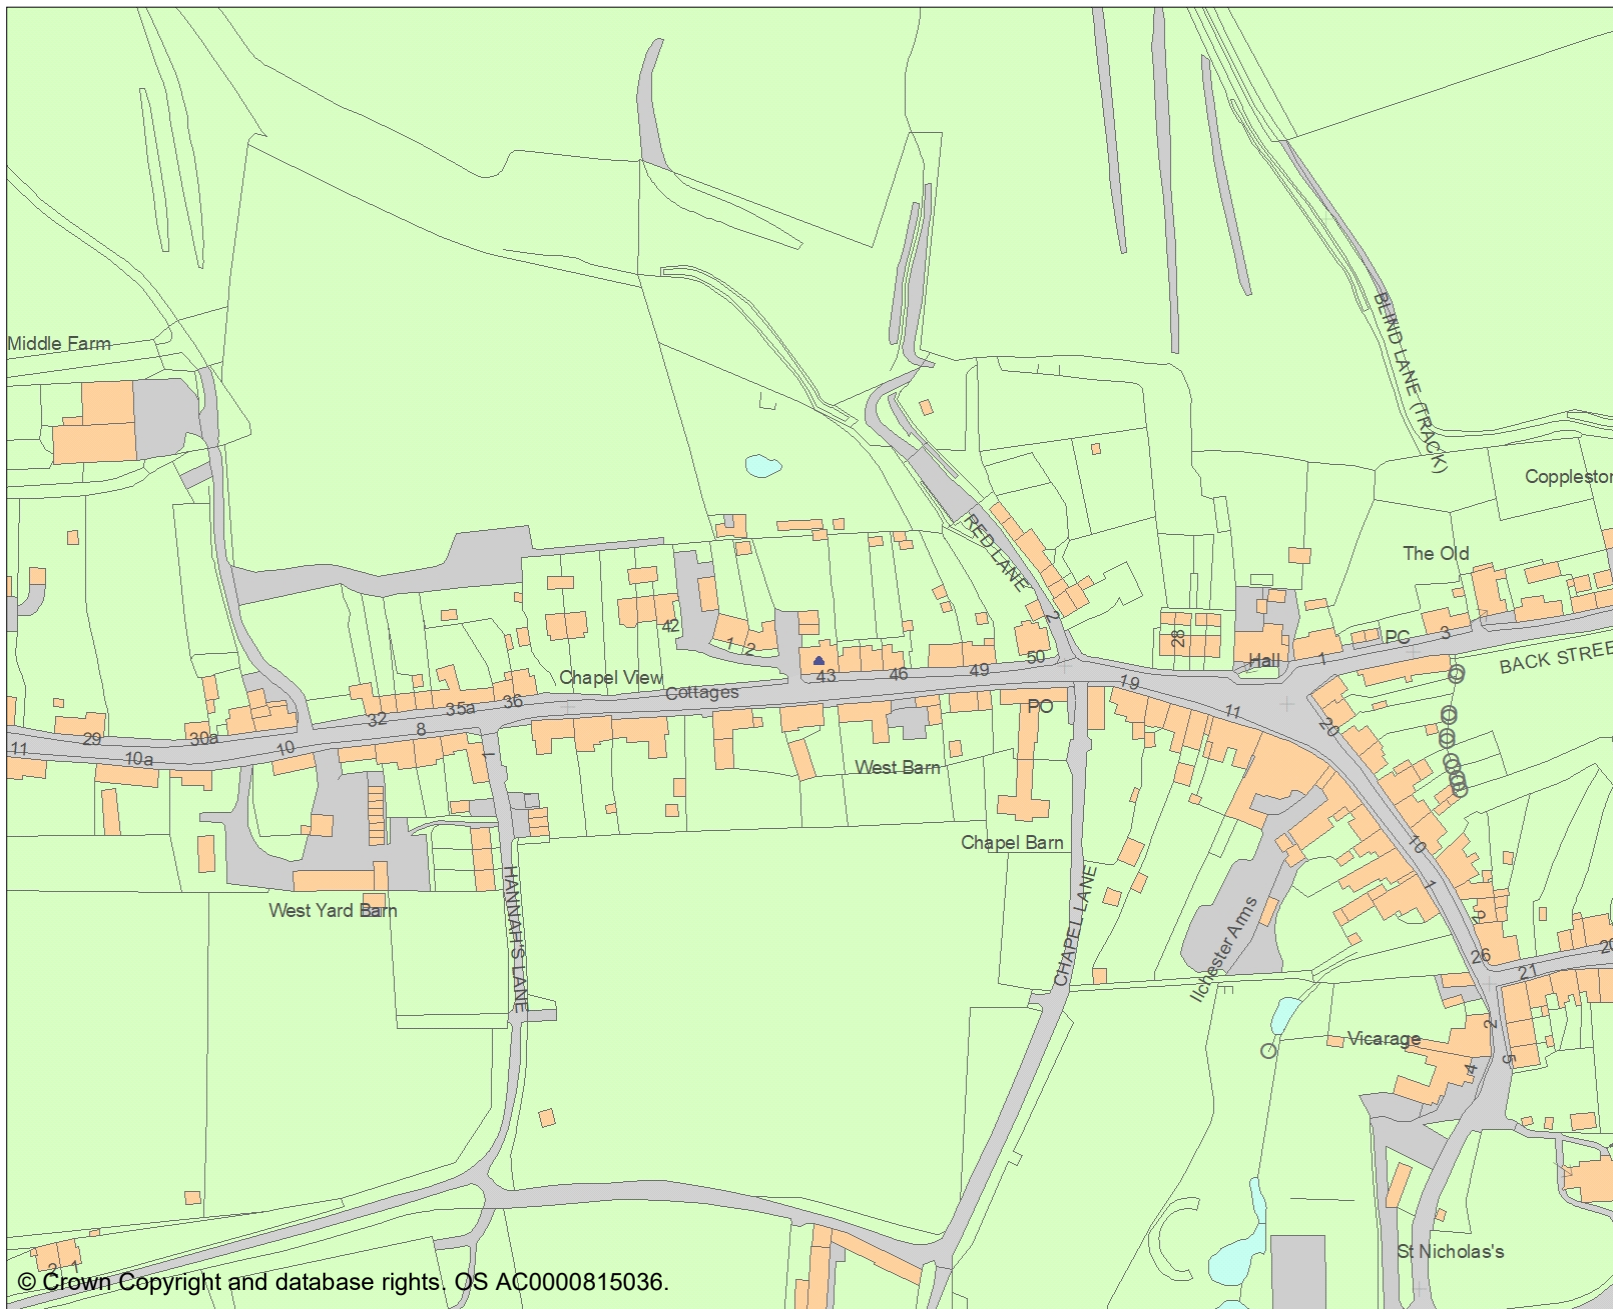 BLIND LANE (TRACK)
Middle Farm
Coppleston
RED LANE
The Old
2
42
1 2
28
PC
3
Hall
1
BACK STREE
50
49
46
43
Chapel View
Cottages
36
35a
32
8
1
30a
29
11
10a
10
19
PO
11
20
West Barn
Chapel Barn
10
1
HANNAH'S LANE
CHAPEL LANE
West Yard Barn
Ilchester Arms
2
26
21
20
2
5
4
Vicarage
St Nicholas's
2 1
© Crown Copyright and database rights. OS AC0000815036.